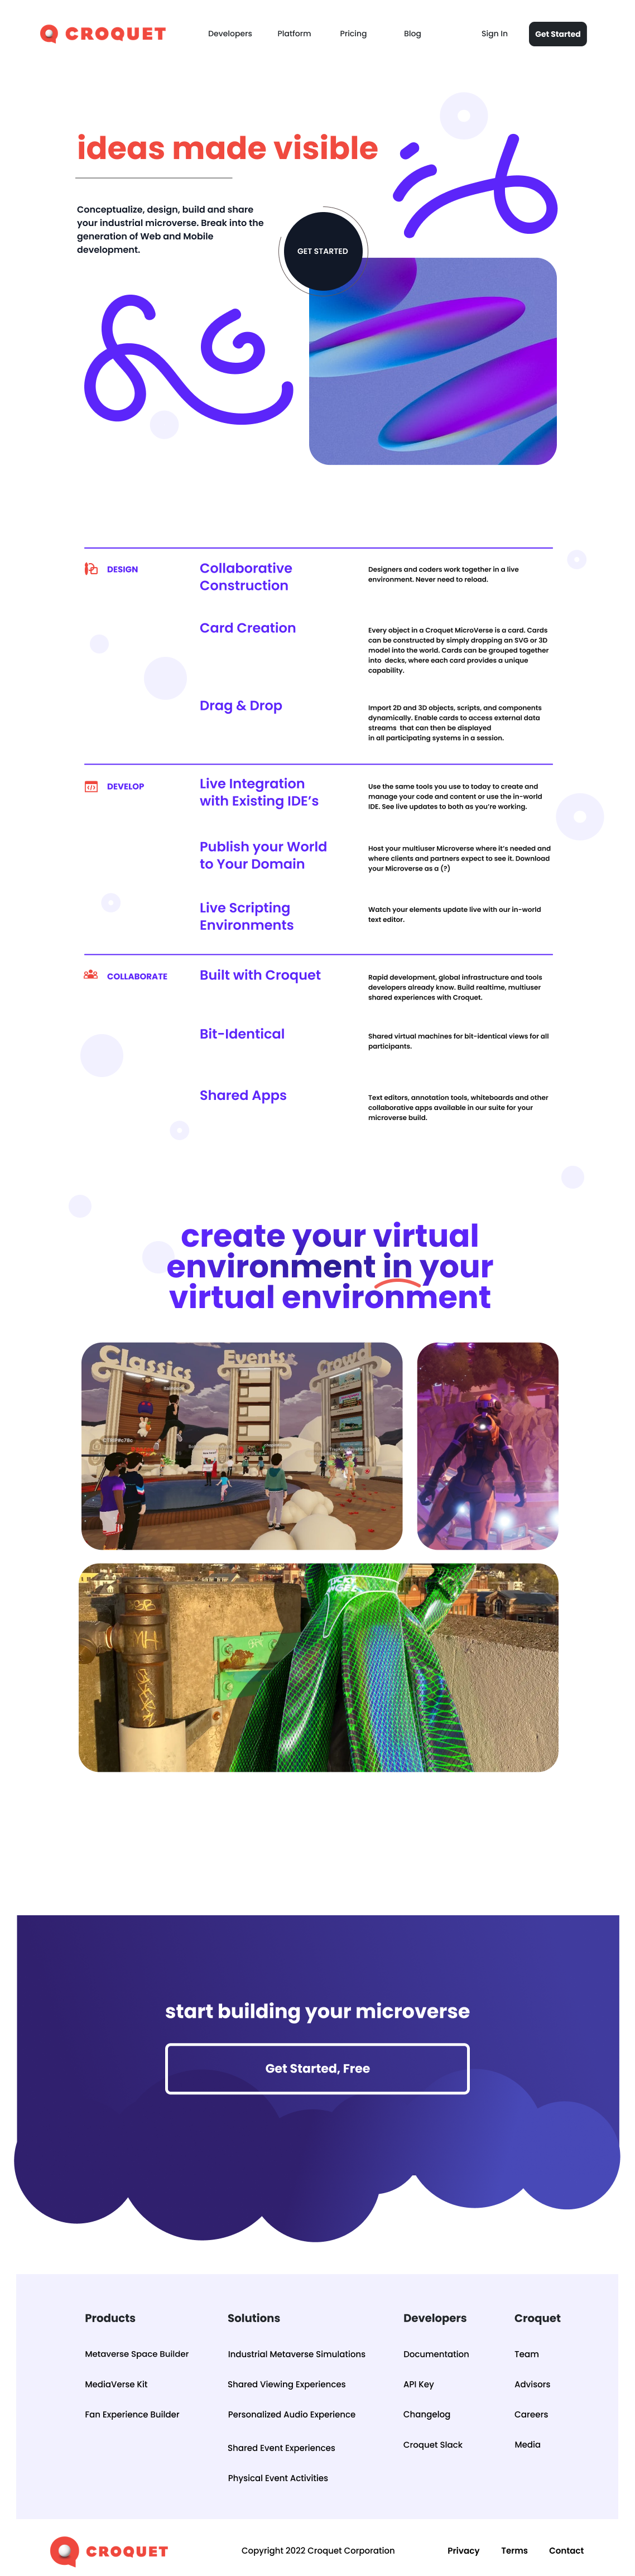 CROQUET
Developers Platform Pricing Blog Sign In Get Started
ideas made visible
Conceptualize, design, build and share
your industrial microverse. Break into the
generation of Web and Mobile
development.
GET STARTED
DESIGN
Collaborative
Construction
Designers and coders work together in a live
environment. Never need to reload.
Card Creation
Every object in a Croquet MicroVerse is a card. Cards
can be constructed by simply dropping an SVG or 3D
model into the world. Cards can be grouped together
into decks, where each card provides a unique
capability.
Drag & Drop
Import 2D and 3D objects, scripts, and components
dynamically. Enable cards to access external data
streams that can then be displayed
in all participating systems in a session.
DEVELOP
Live Integration
with Existing IDE’s
Use the same tools you use to today to create and
manage your code and content or use the in-world
IDE. See live updates to both as you’re working.
Publish your World
to Your Domain
Host your multiuser Microverse where it’s needed and
where clients and partners expect to see it. Download
your Microverse as a (?)
Live Scripting
Environments
Watch your elements update live with our in-world
text editor.
COLLABORATE
Built with Croquet
Rapid development, global infrastructure and tools
developers already know. Build realtime, multiuser
shared experiences with Croquet.
Bit-Identical
Shared virtual machines for bit-identical views for all
participants.
Shared Apps
Text editors, annotation tools, whiteboards and other
collaborative apps available in our suite for your
microverse build.
create your virtual
environment in your
virtual environment
Classics
Events
Crowd
MH
start building your microverse
Get Started, Free
Products
Metaverse Space Builder
MediaVerse Kit
Fan Experience Builder
Solutions
Industrial Metaverse Simulations
Shared Viewing Experiences
Personalized Audio Experience
Shared Event Experiences
Physical Event Activities
Developers
Documentation
API Key
Changelog
Croquet Slack
Croquet
Team
Advisors
Careers
Media
CROQUET
Copyright 2022 Croquet Corporation
Privacy Terms Contact